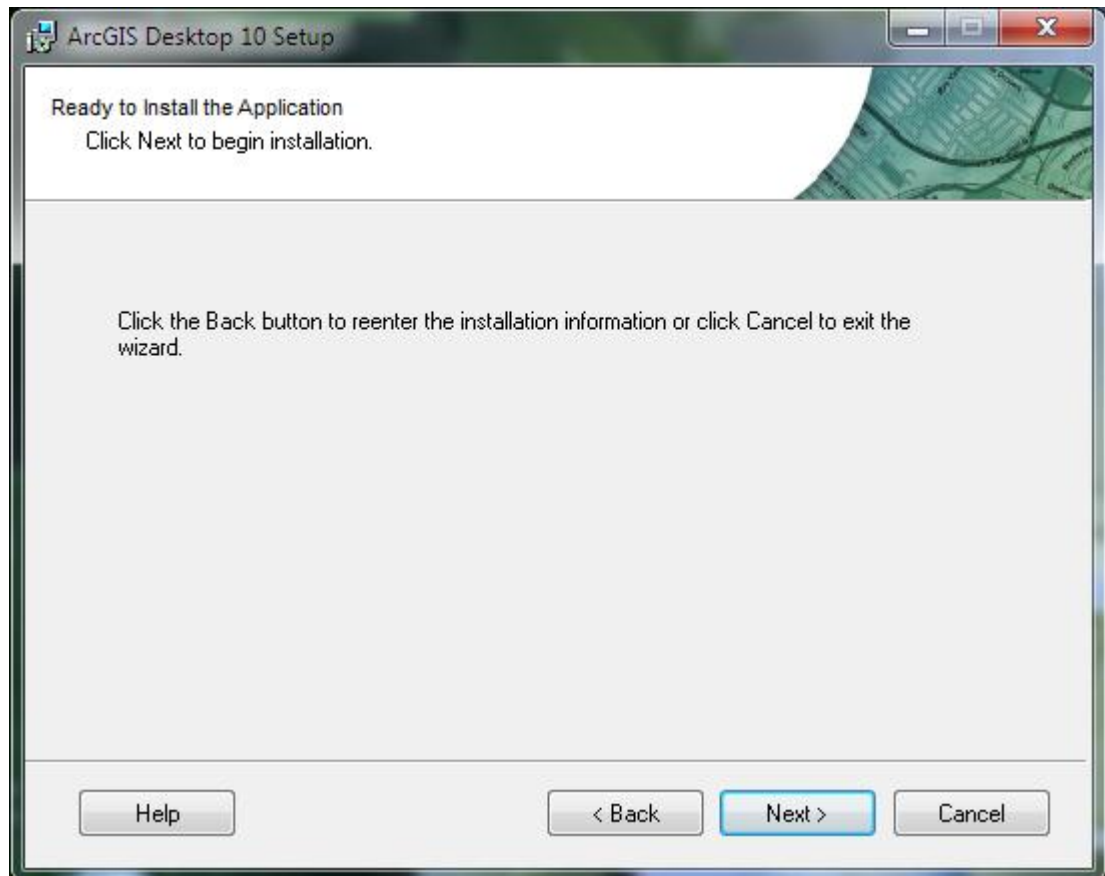 ArcGIS Desktop 10 Setup
Ready to Install the Application
Click Next to begin installation.
Click the Back button to reenter the installation information or click Cancel to exit the
wizard.
Help
< Back
Next >
Cancel